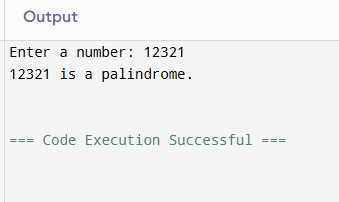 Output
Enter a number: 12321
12321 is a palindrome.
=== Code Execution Successful ===